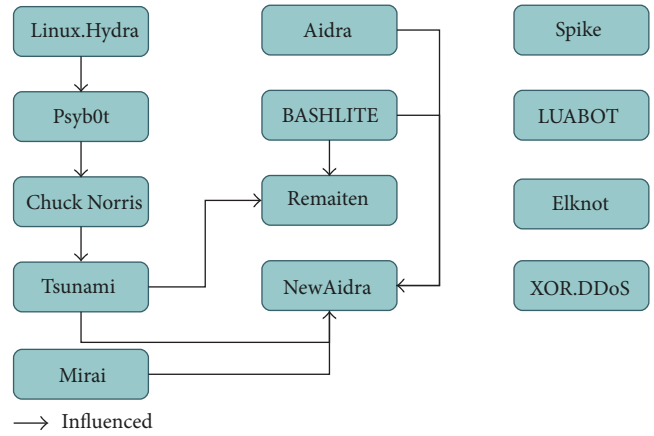 Linux.Hydra
Aidra
Spike
Psyb0t
BASHLITE
LUABOT
Chuck Norris
Remaiten
Elknot
Tsunami
NewAidra
XOR.DDoS
Mirai
Influenced